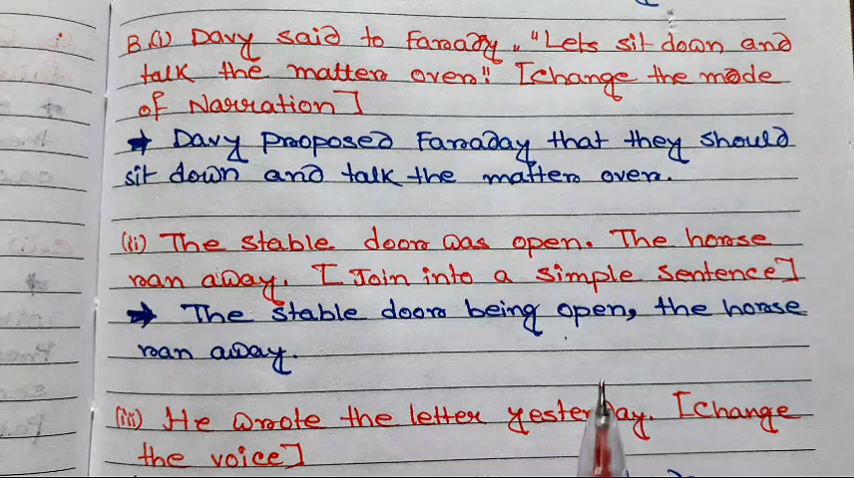 B.(i) Davy said to Faraday, "Lets sit down and
talk the matter over." [Change the mode
of Narration]
→ Davy proposed Faraday that they should
sit down and talk the matter over.
(ii) The stable door was open. The horse
ran away. [Join into a simple sentence]
→ The stable door being open, the horse
ran away.
(iii) He wrote the letter yesterday. [Change
the voice]